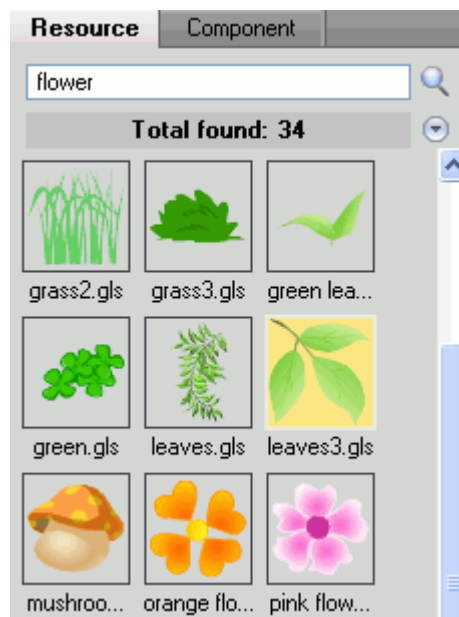 Resource Component
flower
Total found: 34
grass2.gls grass3.gls green lea...
green.gls leaves.gls leaves3.gls
mushroo... orange flo... pink flow...